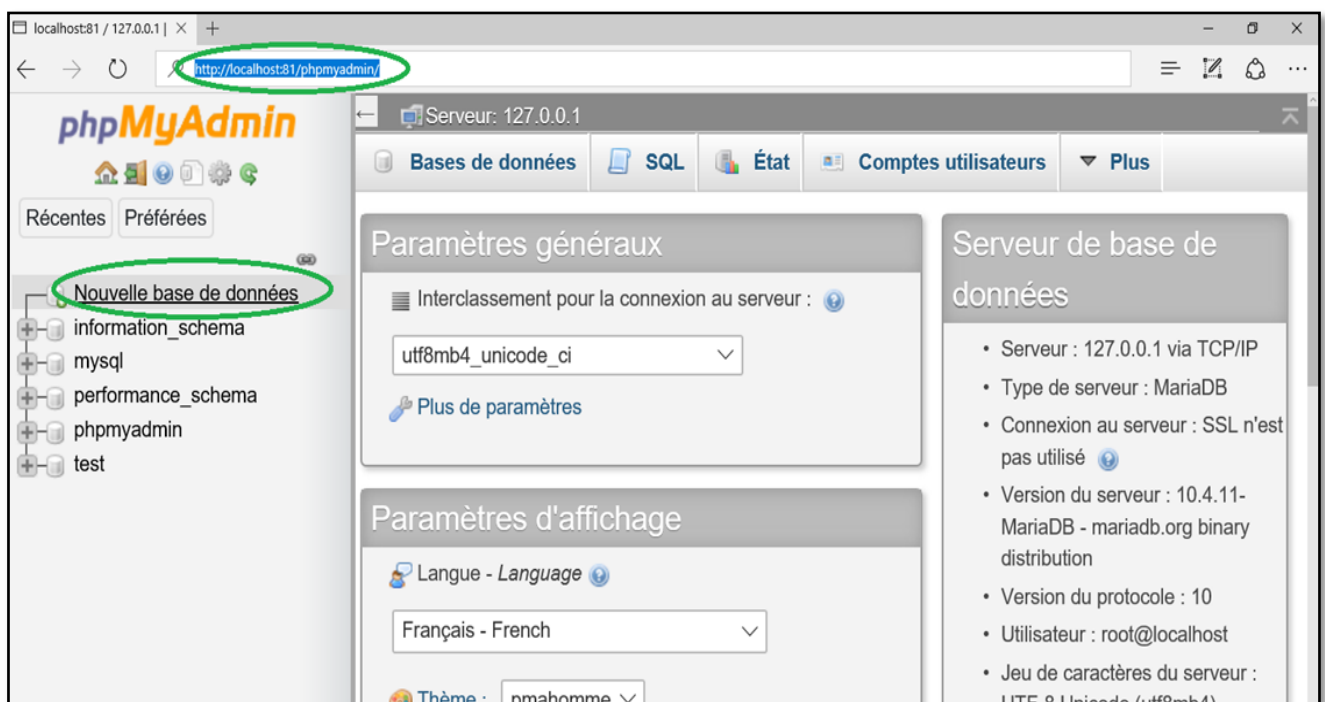 localhost:81 / 127.0.0.1 |
http://localhost:81/phpmyadmin/
phpMyAdmin
Récentes Préférées
Nouvelle base de données
information_schema
mysql
performance_schema
phpmyadmin
test
Serveur: 127.0.0.1
Bases de données SQL État Comptes utilisateurs Plus
Paramètres généraux
Interclassement pour la connexion au serveur :
utf8mb4_unicode_ci
Plus de paramètres
Paramètres d'affichage
Langue - Language
Français - French
Thème : pmahomme
Serveur de base de
données
• Serveur : 127.0.0.1 via TCP/IP
• Type de serveur : MariaDB
• Connexion au serveur : SSL n'est
pas utilisé
• Version du serveur : 10.4.11-
MariaDB - mariadb.org binary
distribution
• Version du protocole : 10
• Utilisateur : root@localhost
• Jeu de caractères du serveur :
UTF-8 Unicode (utf8mb4)